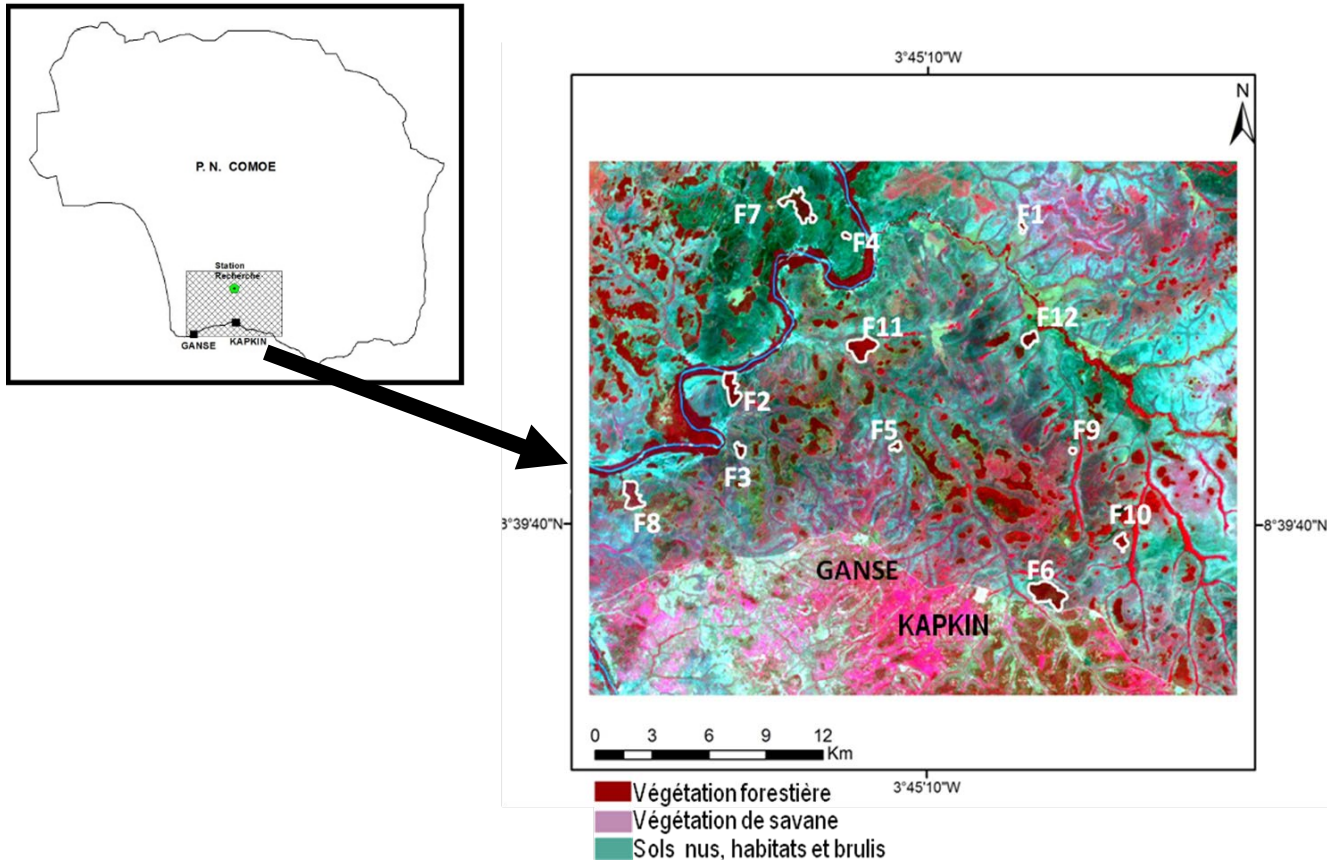 P. N. COMOE
Station
Recherche
GANSE
KAPKIN
3°45'10"W
N
F7
F1
F4
F11
F12
F2
F5
F9
F3
F8
F10
3°39'40"N
8°39'40"N
GANSE
F6
KAPKIN
0 3 6 9 12
Km
3°45'10"W
Végétation forestière
Végétation de savane
Sols nus, habitats et brulis